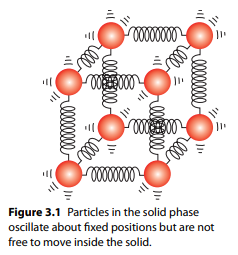 Figure 3.1 Particles in the solid phase
oscillate about fixed positions but are not
free to move inside the solid.